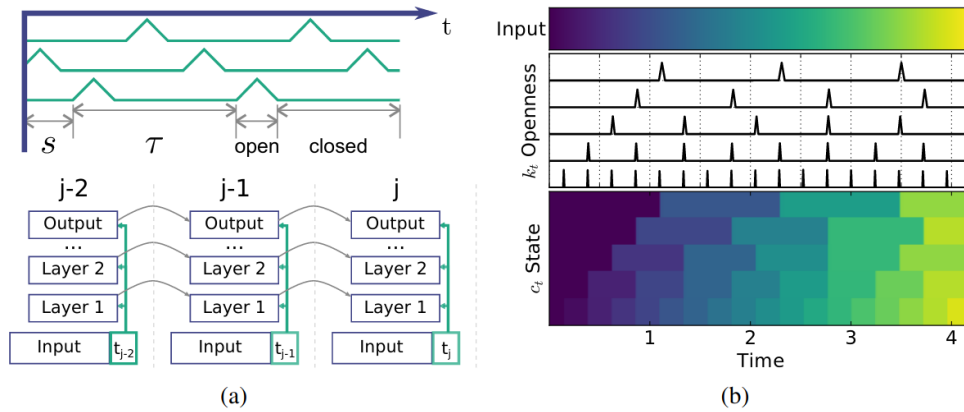 t
s
τ
open
closed
j-2
j-1
j
Output
Output
Output
...
...
...
Layer 2
Layer 2
Layer 2
Layer 1
Layer 1
Layer 1
Input
t_{j-2}
Input
t_{j-1}
Input
t_j
(a)
Input
k_t Openness
c_t State
1
2
3
4
Time
(b)